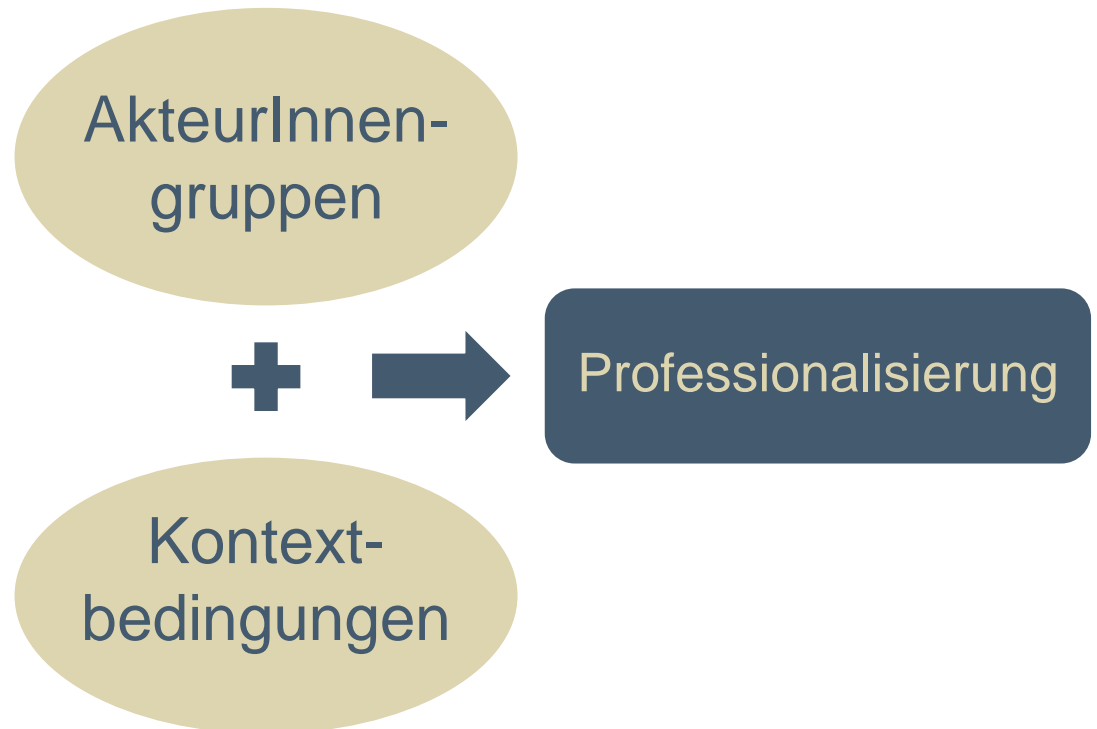 AkteurInnen-
gruppen
Professionalisierung
Kontext-
bedingungen